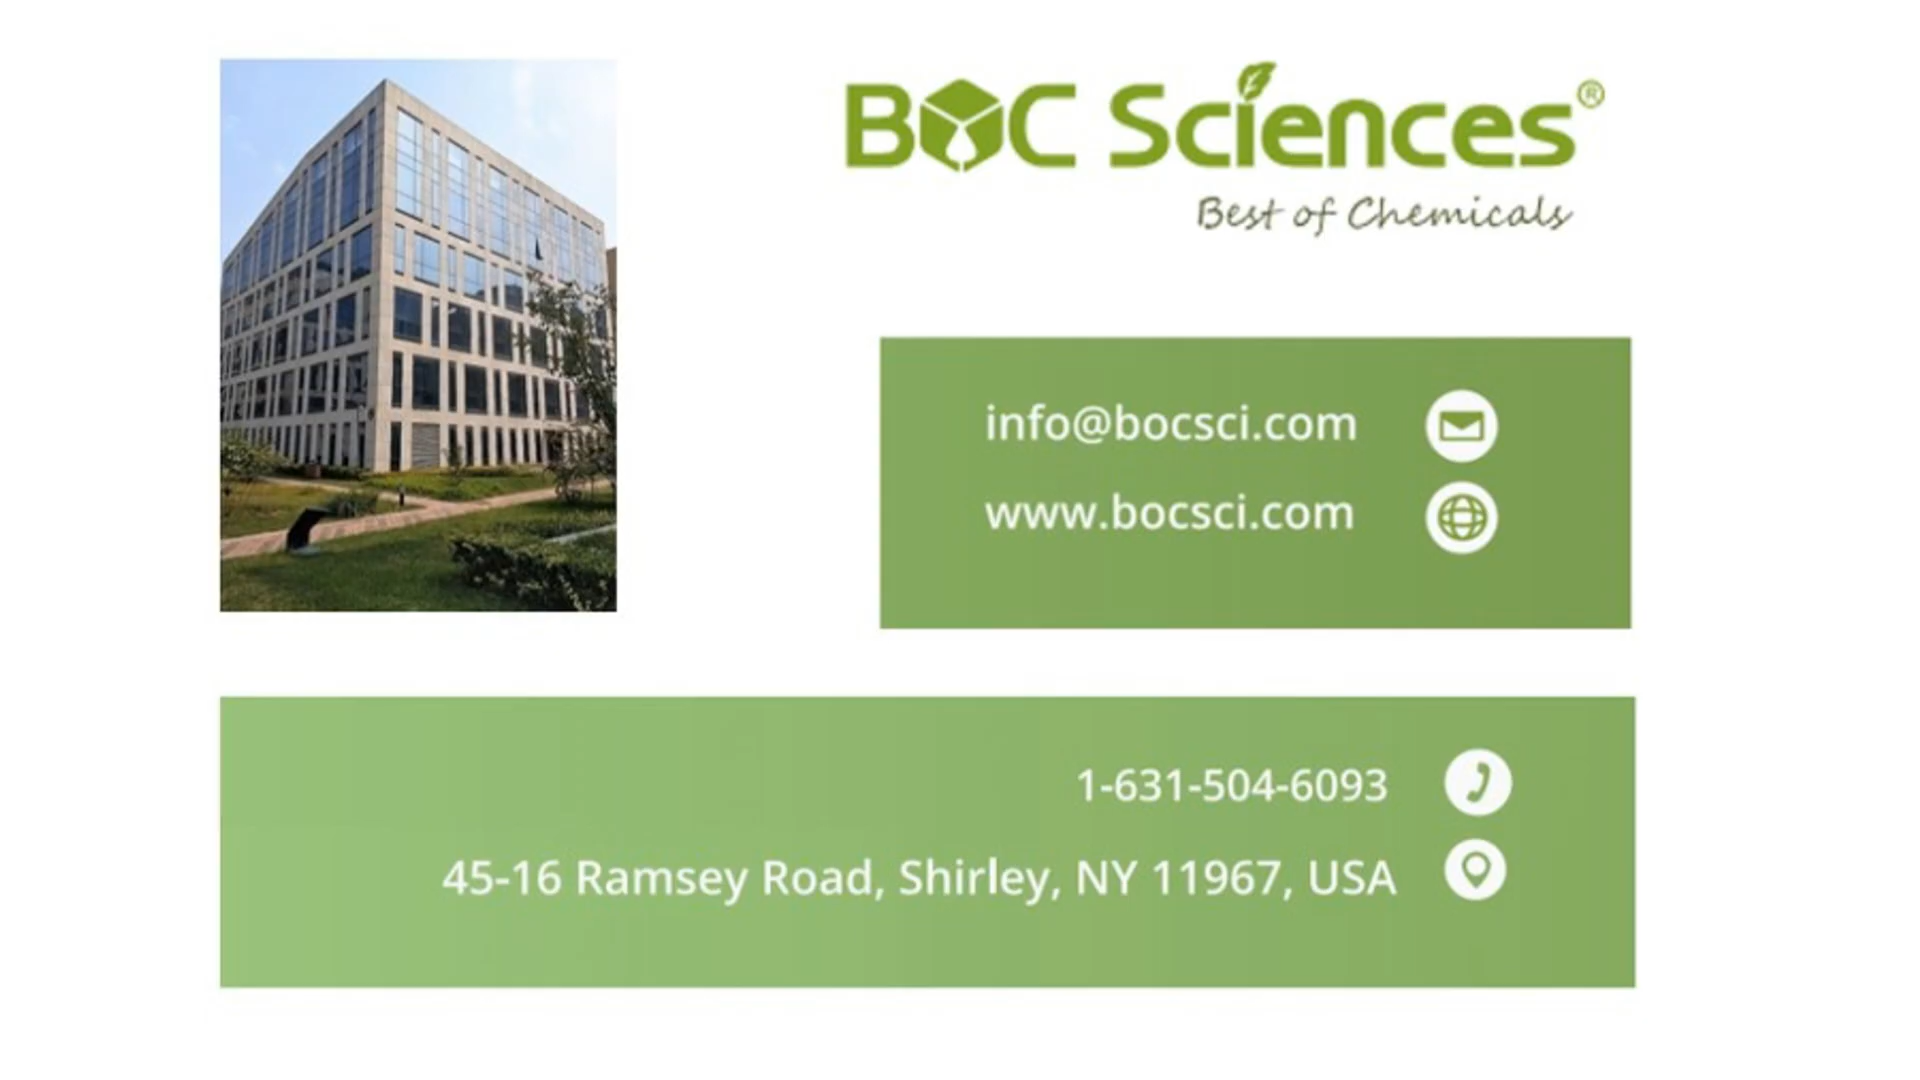 BOC Sciences®
Best of Chemicals
info@bocsci.com
www.bocsci.com
1-631-504-6093
45-16 Ramsey Road, Shirley, NY 11967, USA